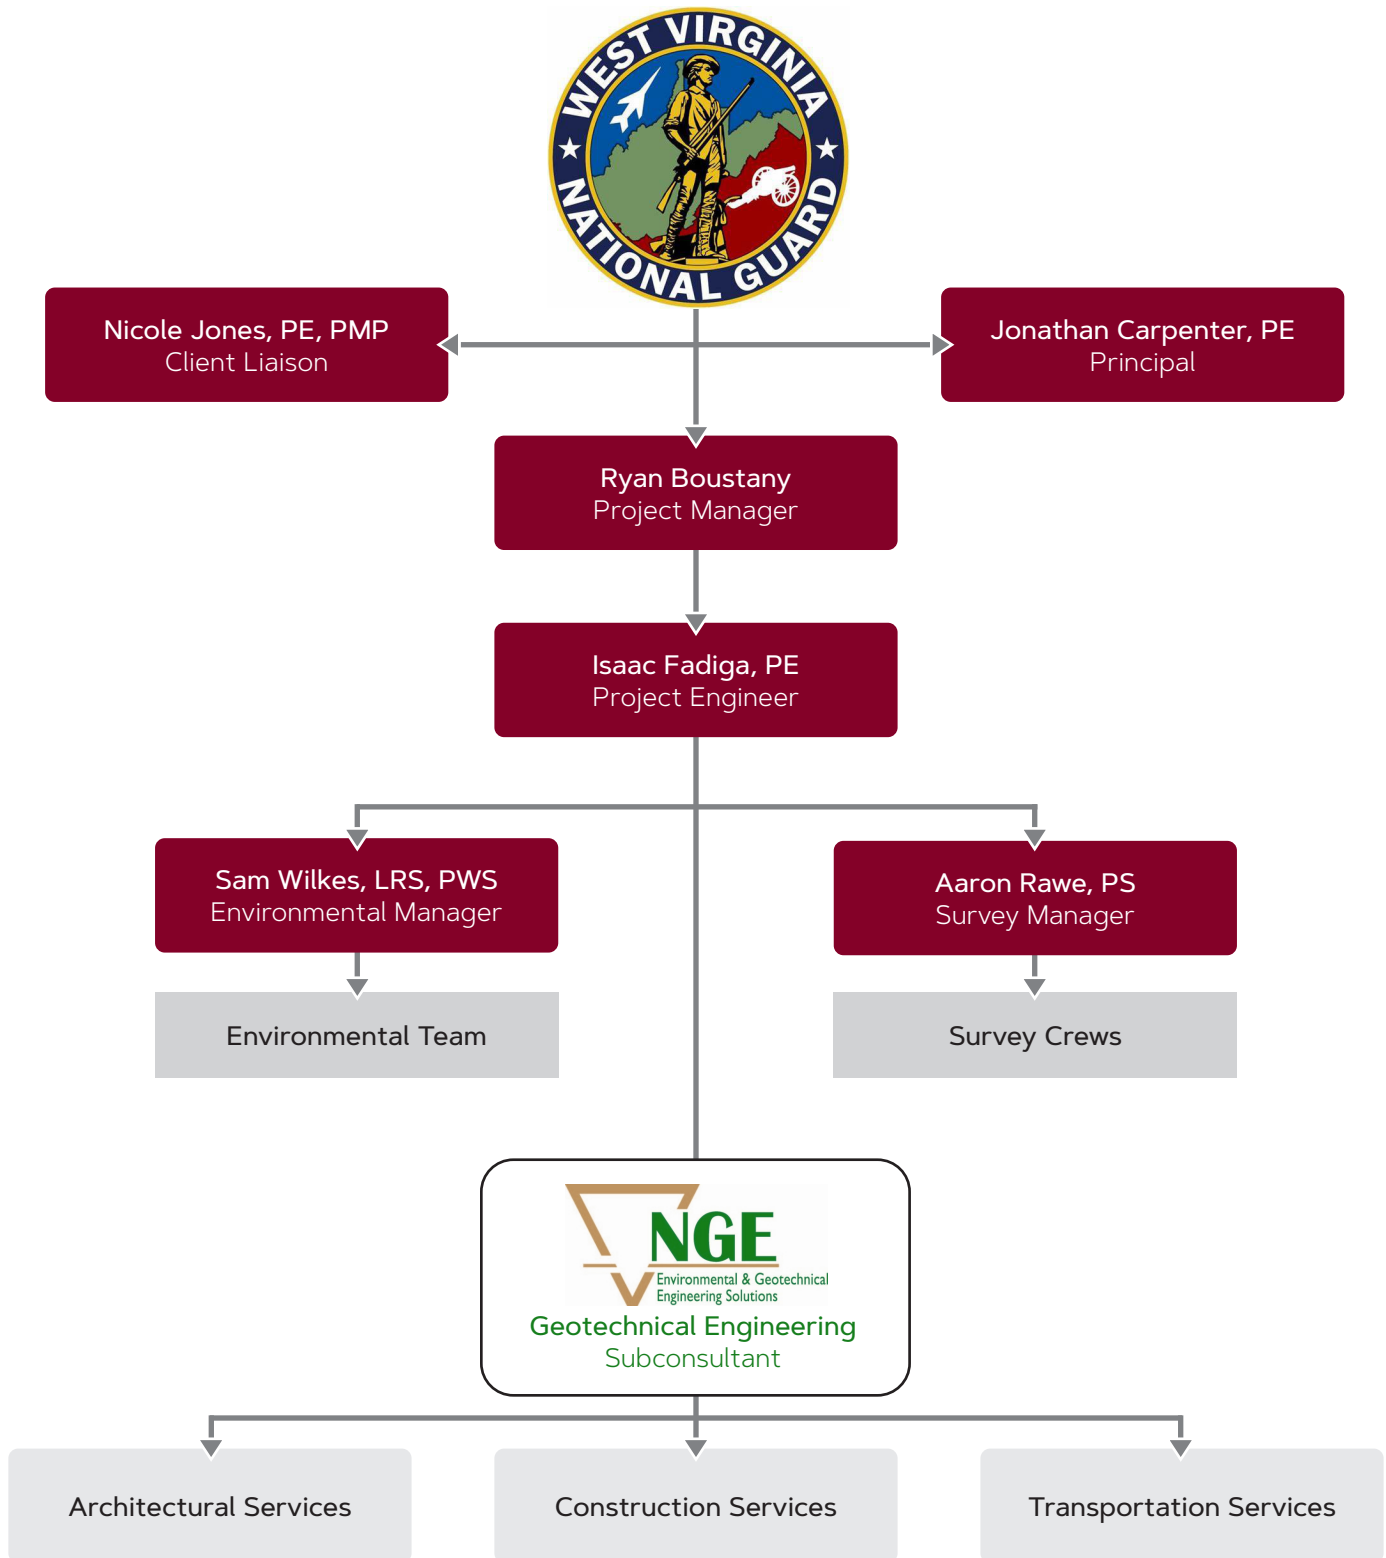 WEST VIRGINIA
NATIONAL GUARD
Nicole Jones, PE, PMP
Client Liaison
Jonathan Carpenter, PE
Principal
Ryan Boustany
Project Manager
Isaac Fadiga, PE
Project Engineer
Sam Wilkes, LRS, PWS
Environmental Manager
Aaron Rawe, PS
Survey Manager
Environmental Team
Survey Crews
NGE
Environmental & Geotechnical
Engineering Solutions
Geotechnical Engineering
Subconsultant
Architectural Services
Construction Services
Transportation Services